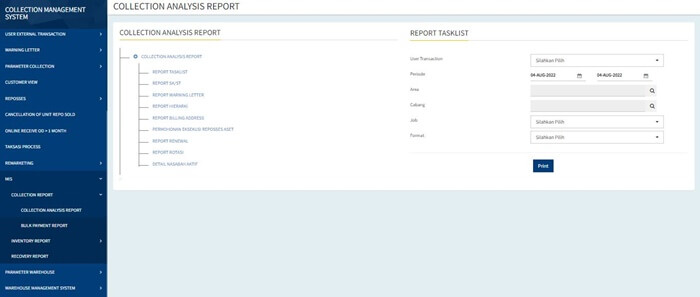 COLLECTION MANAGEMENT
SYSTEM
USER EXTERNAL TRANSACTION
WARNING LETTER
PARAMETER COLLECTION
CUSTOMER VIEW
REPOSSES
CANCELLATION OF UNIT REPO SOLD
ONLINE RECEIVE OD > 1 MONTH
TAKSASI PROCESS
REMARKETING
MIS
COLLECTION REPORT
COLLECTION ANALYSIS REPORT
BULK PAYMENT REPORT
INVENTORY REPORT
RECOVERY REPORT
PARAMETER WAREHOUSE
WAREHOUSE MANAGEMENT SYSTEM
COLLECTION ANALYSIS REPORT
COLLECTION ANALYSIS REPORT
COLLECTION ANALYSIS REPORT
REPORT TASKLIST
REPORT
REPORT WARNING LETTER
REPORT HIERARKI
REPORT BILLING ADDRESS
PERMOHONAN EKSEKUSI REPOSSES ASET
REPORT RENEWAL
REPORT ROTASI
DETAIL NASABAH AKTIF
REPORT TASKLIST
User Transaction
Silahkan Pilih
Periode
04-AUG-2022
04-AUG-2022
Area
Cabang
Job
Silahkan Pilih
Format
Silahkan Pilih
Print